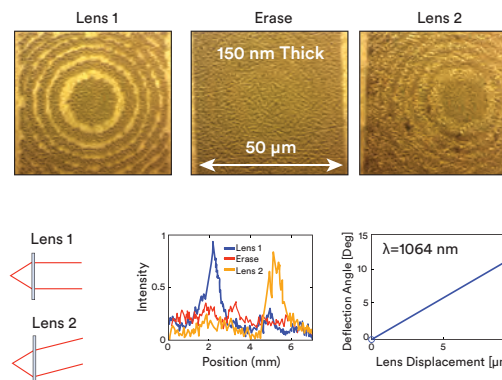 Lens 1
Erase
Lens 2
150 nm Thick
50 µm
Lens 1
Lens 2
Intensity
1
0.5
0
0
2
4
6
Position (mm)
Lens 1
Erase
Lens 2
Deflection Angle [Deg]
15
10
5
0
λ=1064 nm
0
5
Lens Displacement